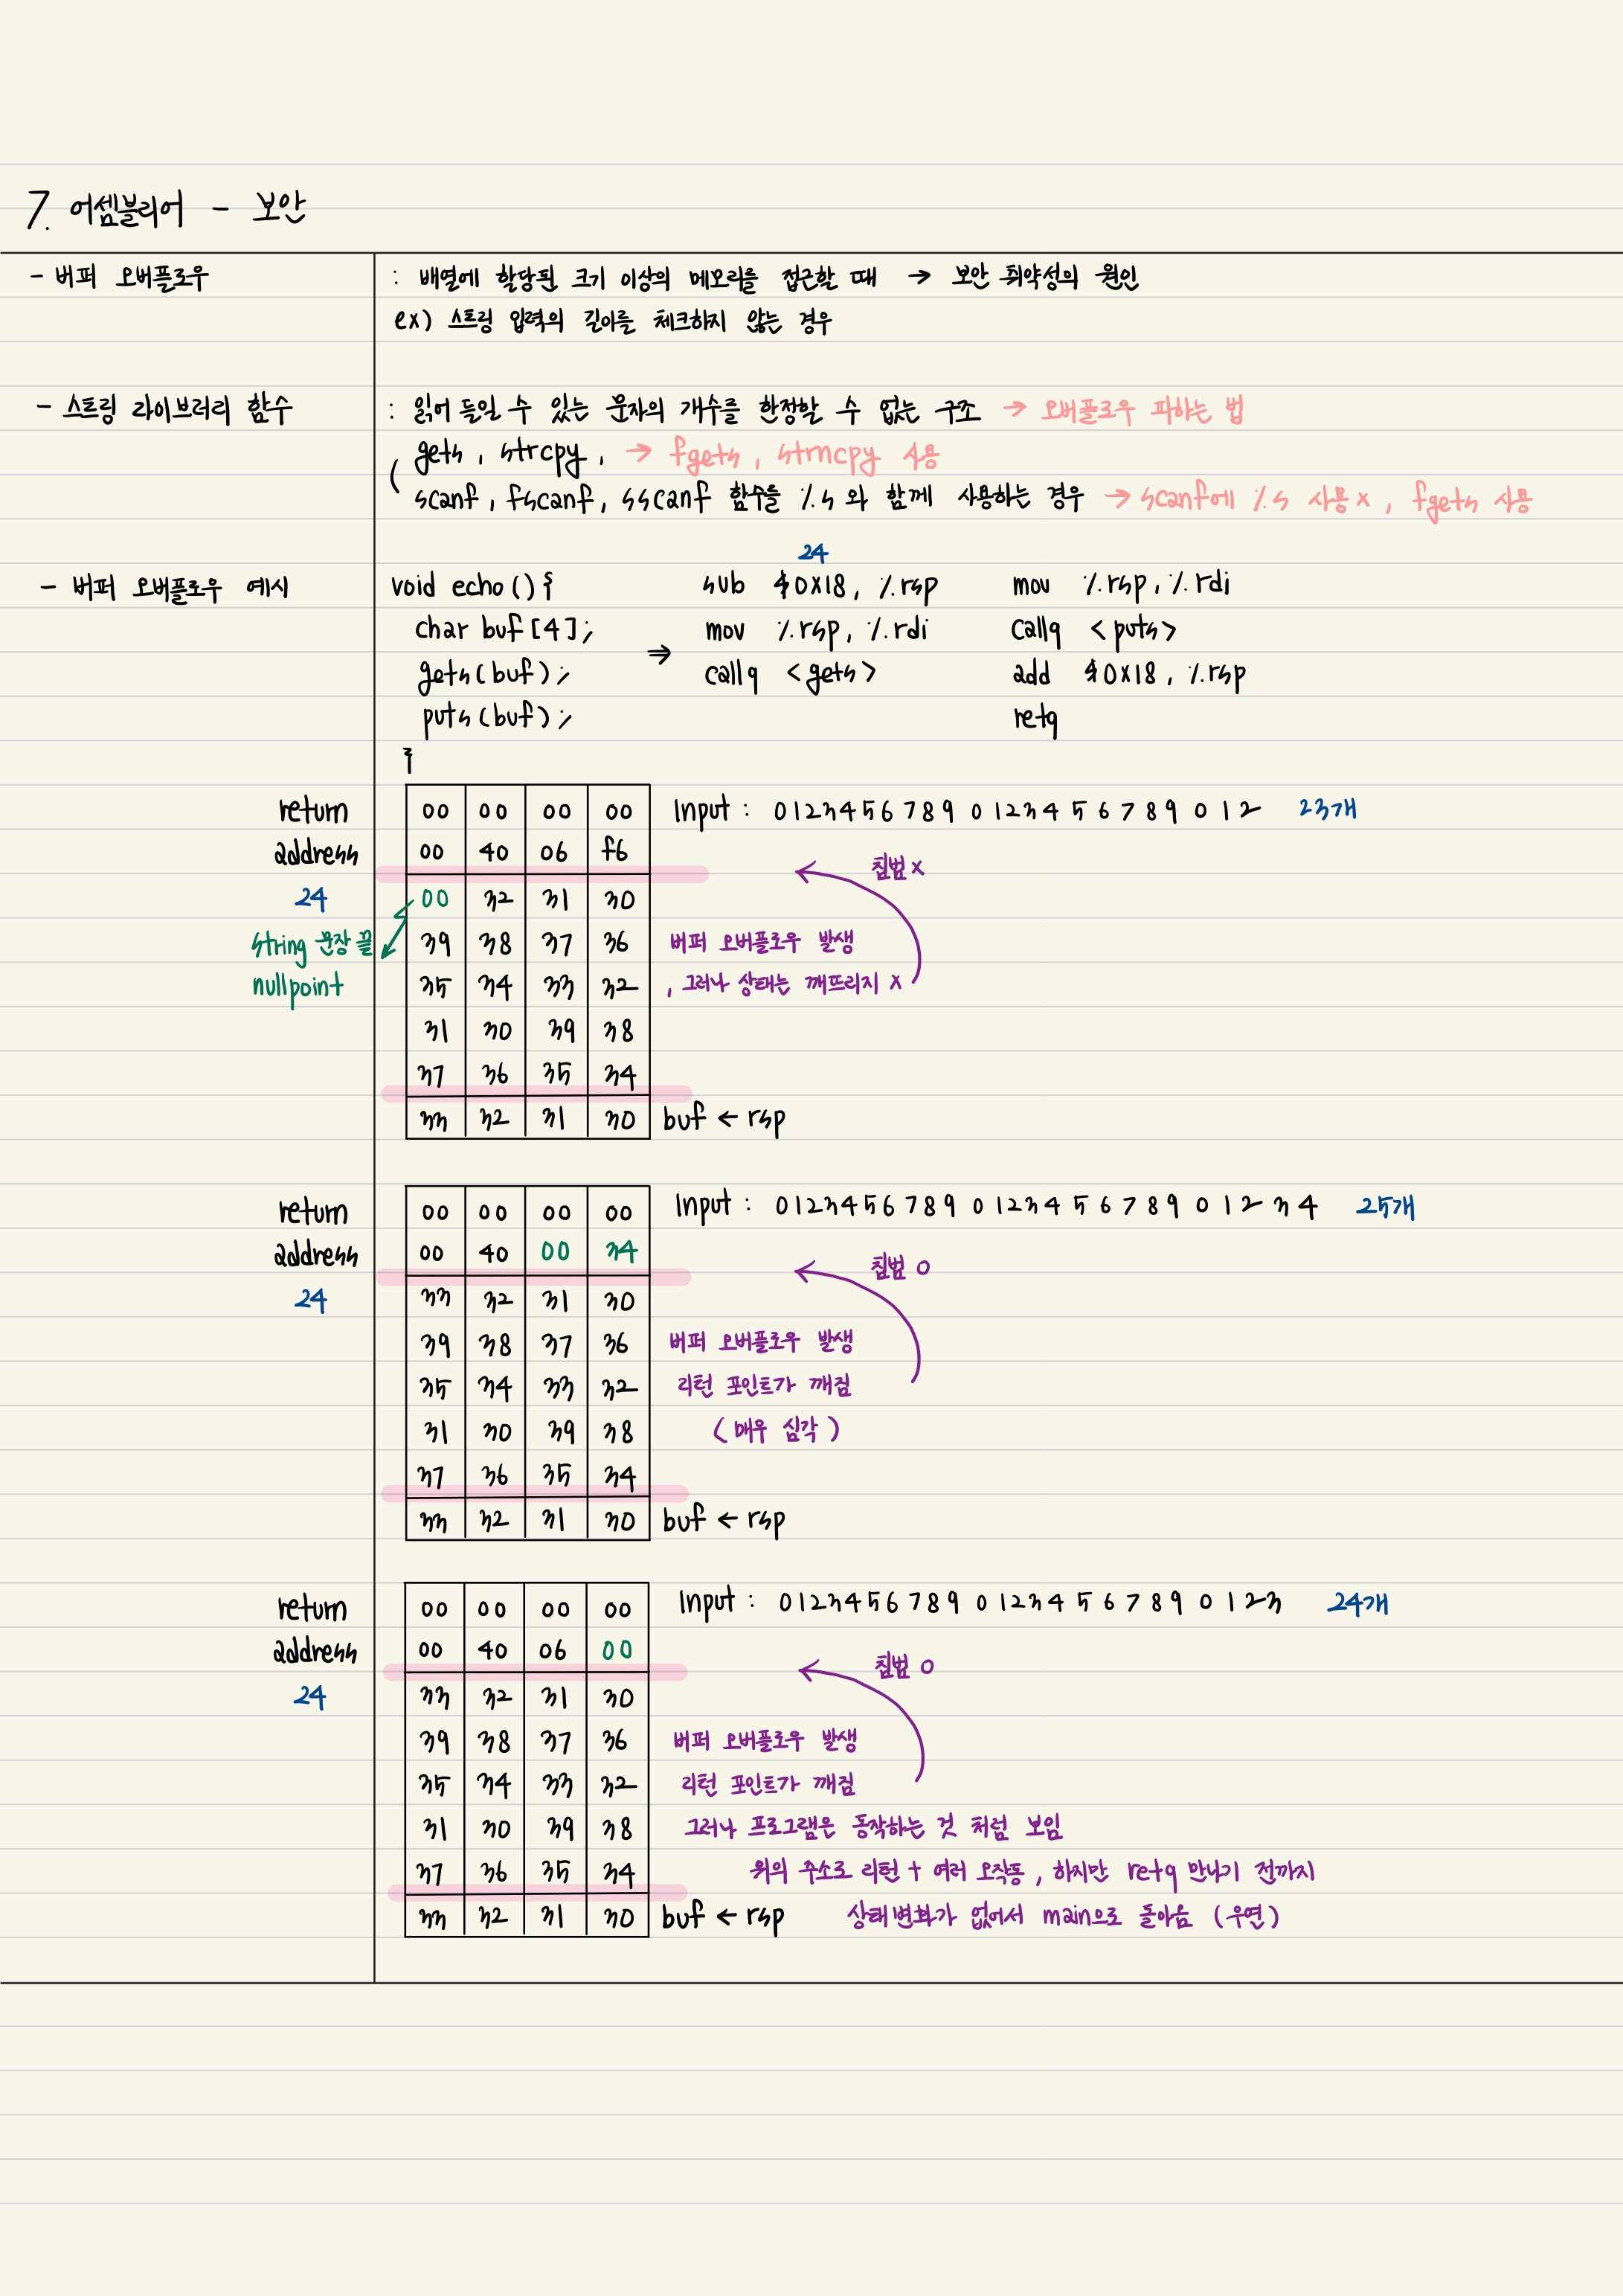 7. 어셈블리어 - 보안
- 버퍼 오버플로우 : 배열에 할당된 크기 이상의 메모리를 접근할 때 → 보안 취약성의 원인
ex) 스트링 입력의 길이를 체크하지 않는 경우
- 스트링 라이브러리 함수 : 읽어 들일 수 있는 문자의 개수를 한정할 수 없는 구조 → 오버플로우 피하는 법
gets, strcpy, → fgets, strncpy 사용
( scanf, fscanf, sscanf 함수를 %s 와 함께 사용하는 경우 → scanf에 %s 사용 x, fgets 사용
24
- 버퍼 오버플로우 예시 void echo() { sub $0x18, %rsp mov %rsp, %rdi
char buf[4]; → mov %rsp, %rdi callq <puts>
gets(buf); callq <gets> add $0x18, %rsp
puts(buf); retq
}
return 00 00 00 00 Input : 01234567890123456789012 23개
address 00 40 06 f6 침범 x
24 00 32 31 30
string 문장 끝 39 38 37 36 버퍼 오버플로우 발생
nullpoint 35 34 33 32 , 그러나 상태는 깨뜨리지 x
31 30 39 38
37 36 35 34
33 32 31 30 buf ← rsp
return 00 00 00 00 Input : 0123456789012345678901234 25개
address 00 40 00 34 침범 o
24 33 32 31 30
39 38 37 36 버퍼 오버플로우 발생
35 34 33 32 리턴 포인트가 깨짐
31 30 39 38 (매우 심각)
37 36 35 34
33 32 31 30 buf ← rsp
return 00 00 00 00 Input : 012345678901234567890123 24개
address 00 40 06 00 침범 o
24 33 32 31 30
39 38 37 36 버퍼 오버플로우 발생
35 34 33 32 리턴 포인트가 깨짐
31 30 39 38 그러나 프로그램은 동작하는 것 처럼 보임
37 36 35 34 위의 주소로 리턴 + 여러 오작동, 하지만 retq 만나기 전까지
33 32 31 30 buf ← rsp 상태변화가 없어서 main으로 돌아옴 (우연)